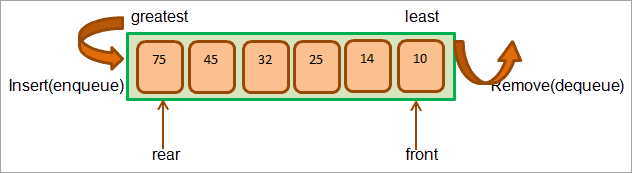 greatest least
75 45 32 25 14 10
Insert(enqueue) Remove(dequeue)
rear front